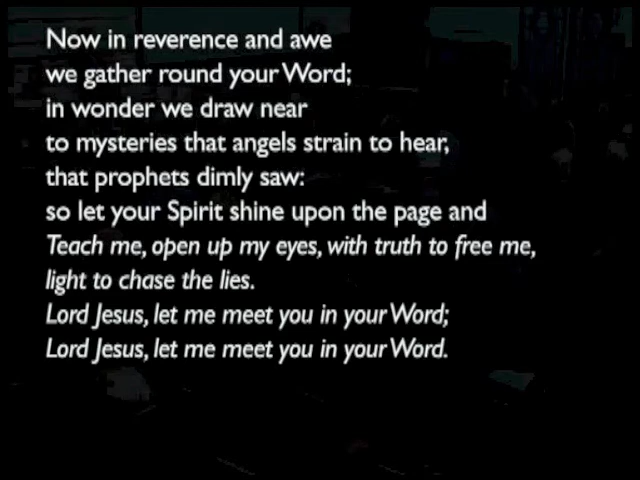 Now in reverence and awe
we gather round your Word;
in wonder we draw near
to mysteries that angels strain to hear,
that prophets dimly saw:
so let your Spirit shine upon the page and
Teach me, open up my eyes, with truth to free me,
light to chase the lies.
Lord Jesus, let me meet you in your Word;
Lord Jesus, let me meet you in your Word.